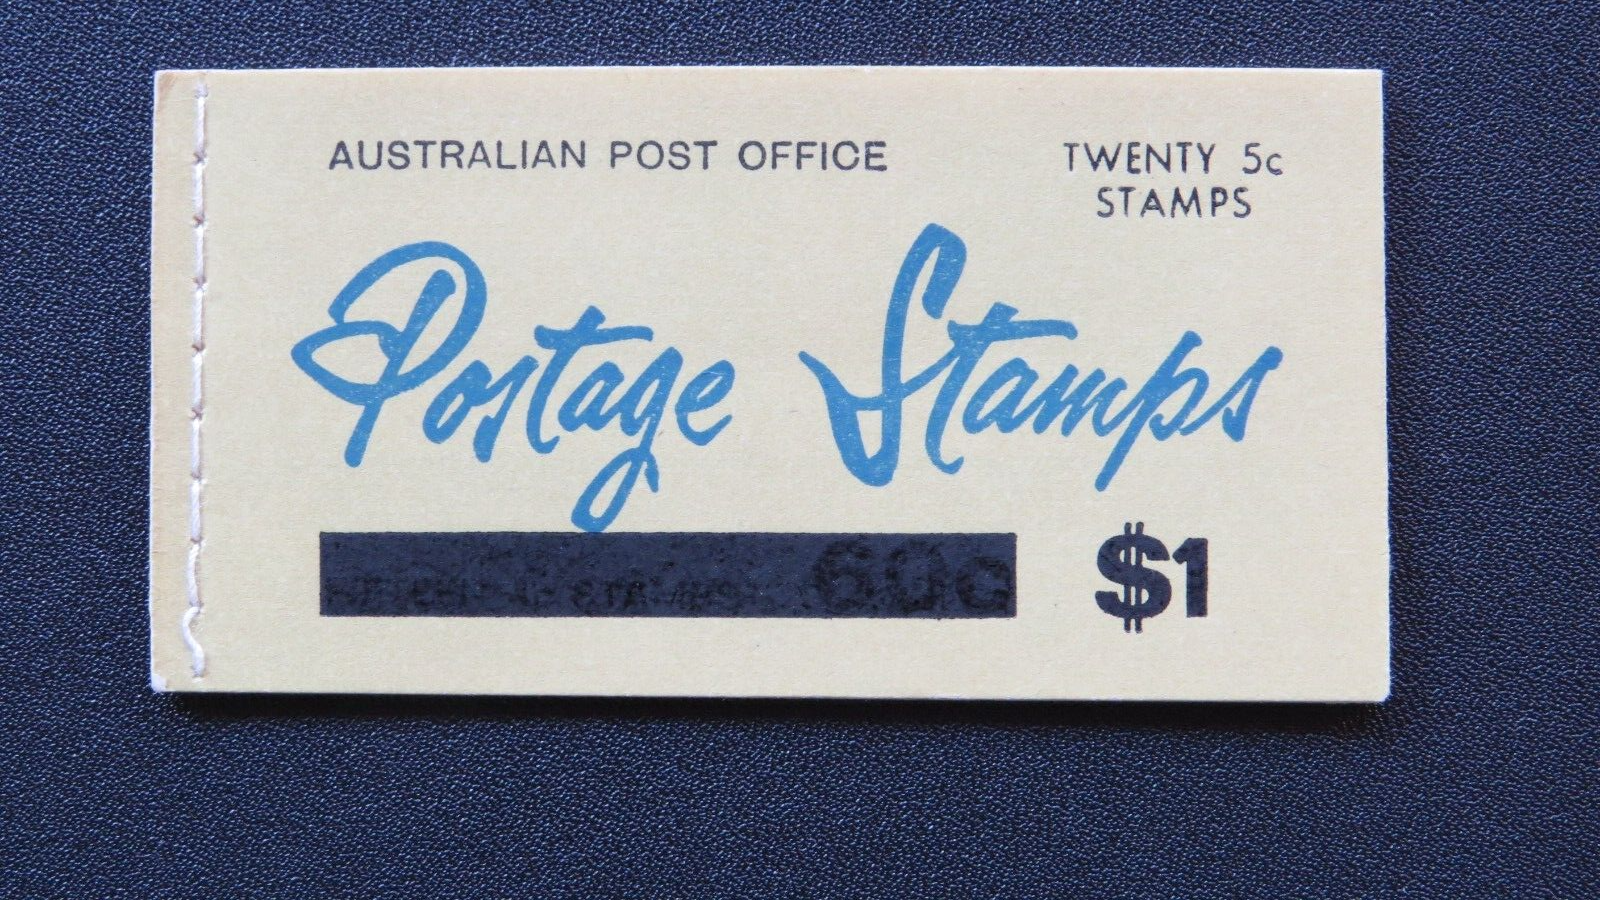 AUSTRALIAN POST OFFICE
TWENTY 5c
STAMPS
Postage Stamps
60c
$1